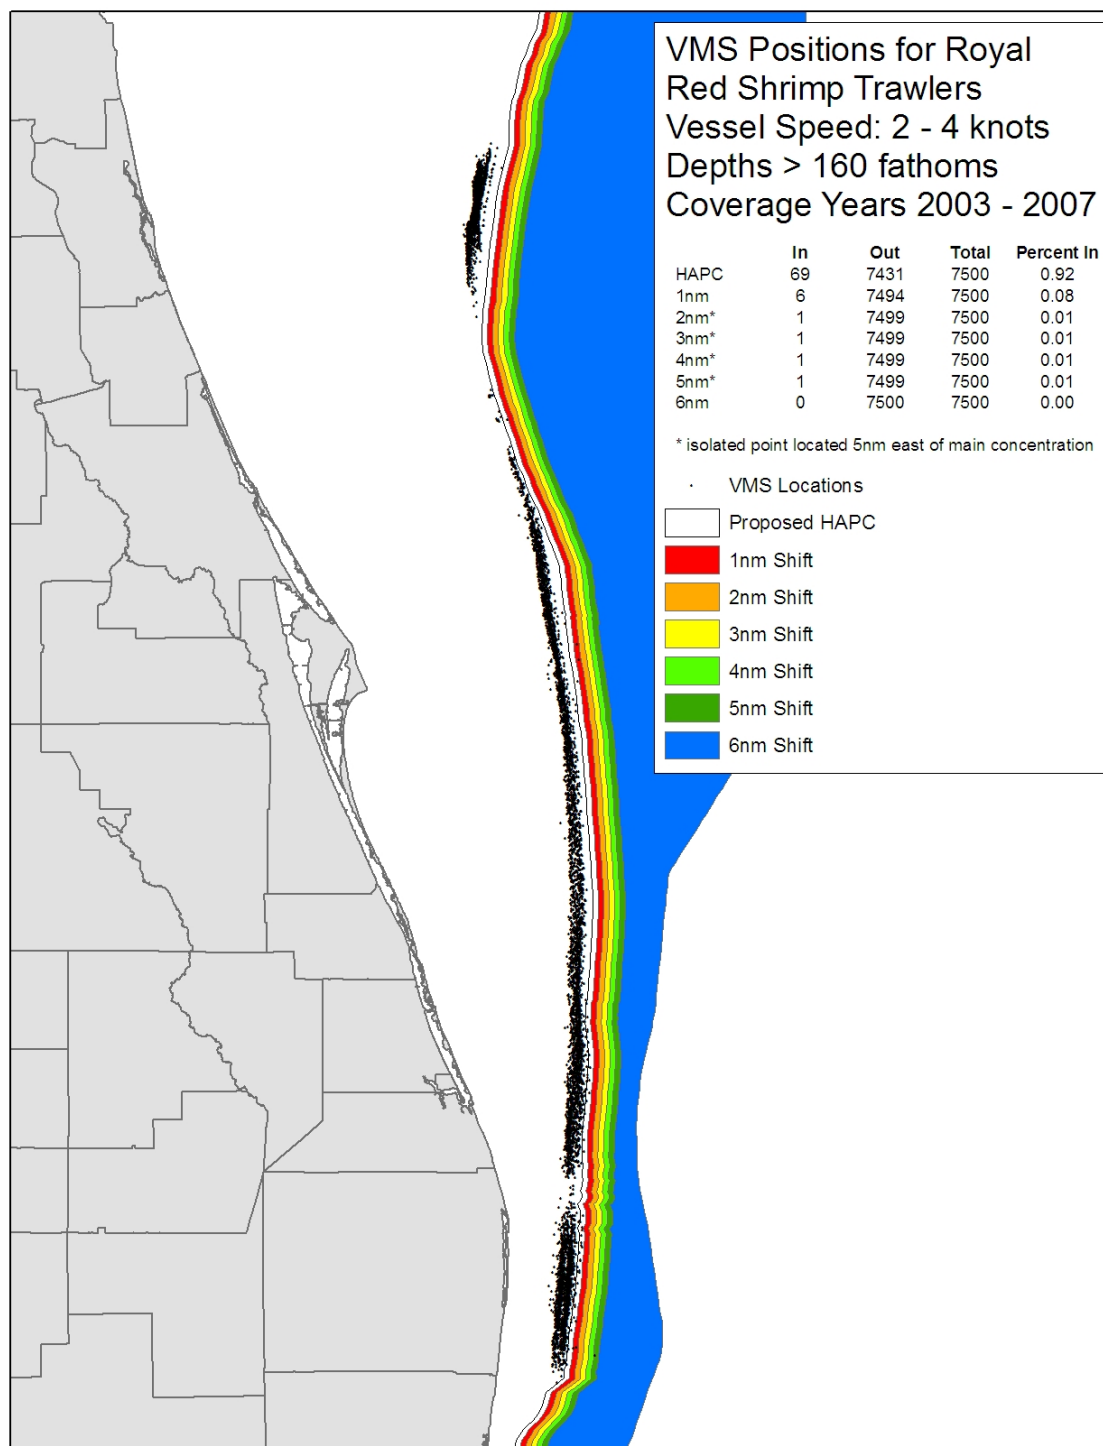 VMS Positions for Royal
Red Shrimp Trawlers
Vessel Speed: 2 - 4 knots
Depths > 160 fathoms
Coverage Years 2003 - 2007
In Out Total Percent In
HAPC 69 7431 7500 0.92
1nm 6 7494 7500 0.08
2nm* 1 7499 7500 0.01
3nm* 1 7499 7500 0.01
4nm* 1 7499 7500 0.01
5nm* 1 7499 7500 0.01
6nm 0 7500 7500 0.00
* isolated point located 5nm east of main concentration
VMS Locations
Proposed HAPC
1nm Shift
2nm Shift
3nm Shift
4nm Shift
5nm Shift
6nm Shift